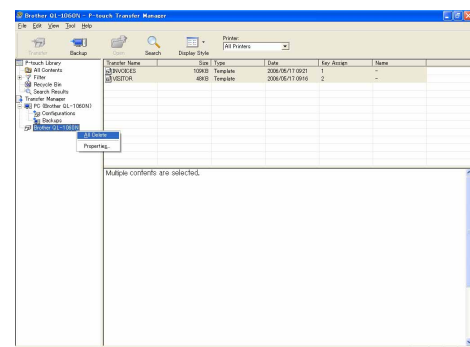 Brother QL-1060N - P-touch Transfer Manager
File Edit View Tool Help
Transfer Backup Open Search Display Style
Printer:
All Printers
P-touch Library
All Contents
Filter
Recycle Bin
Search Results
Transfer Manager
PC (Brother QL-1060N)
Configurations
Backups
Brother QL-1060N
All Delete
Properties...
Transfer Name Size Type Date Key Assign Name
INVOICES 109KB Template 2006/05/17 09:21 1 -
VISITOR 48KB Template 2006/05/17 09:16 2 -
Multiple contents are selected.